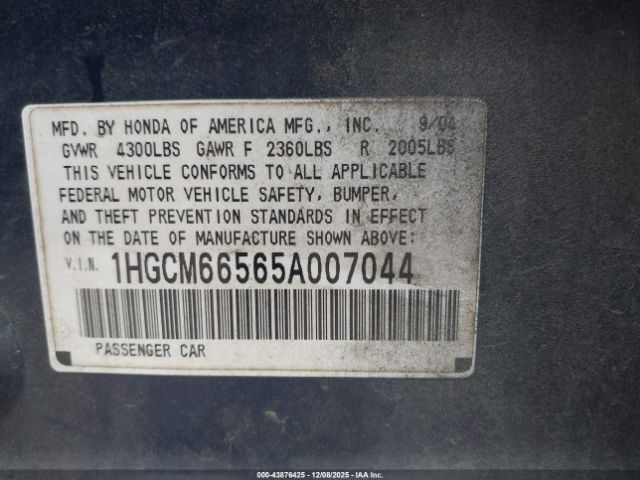 MFD. BY HONDA OF AMERICA MFG., INC. 9/04
GVWR 4300LBS GAWR F 2360LBS R 2005LBS
THIS VEHICLE CONFORMS TO ALL APPLICABLE
FEDERAL MOTOR VEHICLE SAFETY, BUMPER,
AND THEFT PREVENTION STANDARDS IN EFFECT
ON THE DATE OF MANUFACTURE SHOWN ABOVE:
V.I.N. 1HGCM66565A007044
PASSENGER CAR
000-43876425 - 12/08/2025 - IAA Inc.